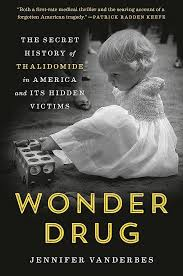 "Both a first-rate medical thriller and the searing account of a
forgotten American tragedy." —PATRICK RADDEN KEEFE
THE SECRET
HISTORY OF
THALIDOMIDE
IN AMERICA
AND ITS HIDDEN
VICTIMS
WONDER
DRUG
JENNIFER VANDERBES